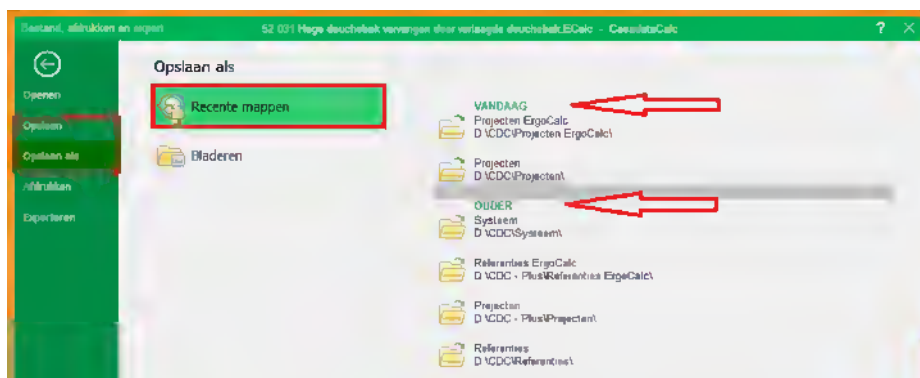 Bestand, afdrukken en export
52 031 Hoge douchebak vervangen door verlaagde douchebak.ECalc - CasadataCalc
?
Opslaan als
Openen
Recente mappen
VANDAAG
Projecten ErgoCalc
D:\CDC\Projecten ErgoCalc\
Opslaan
Opslaan als
Bladeren
Projecten
D:\CDC\Projecten\
Afdrukken
Exporteren
OUDER
Systeem
D:\CDC\Systeem\
Referenties ErgoCalc
D:\CDC - Plus\Referenties ErgoCalc\
Projecten
D:\CDC - Plus\Projecten\
Referenties
D:\CDC\Referenties\